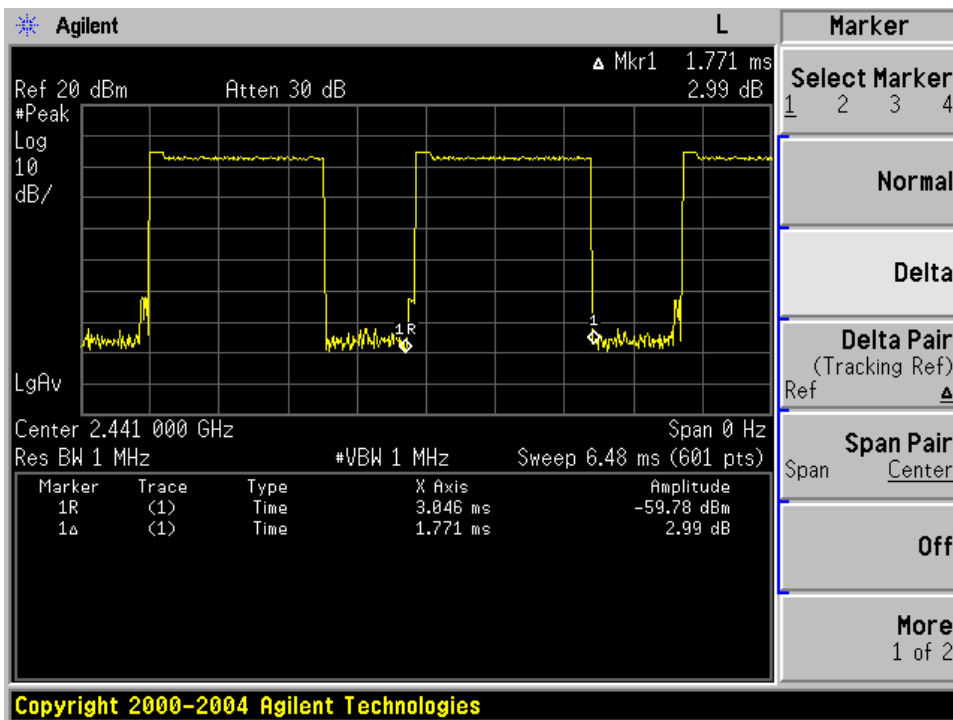 Agilent L
Marker
Δ Mkr1 1.771 ms
Ref 20 dBm Atten 30 dB 2.99 dB
#Peak
Log
10
dB/
1R
1
LgAv
Center 2.441 000 GHz Span 0 Hz
Res BW 1 MHz #VBW 1 MHz Sweep 6.48 ms (601 pts)
Marker Trace Type X Axis Amplitude
1R (1) Time 3.046 ms -59.78 dBm
1Δ (1) Time 1.771 ms 2.99 dB
Select Marker
1 2 3 4
Normal
Delta
Delta Pair
(Tracking Ref)
Ref Δ
Span Pair
Span Center
Off
More
1 of 2
Copyright 2000-2004 Agilent Technologies